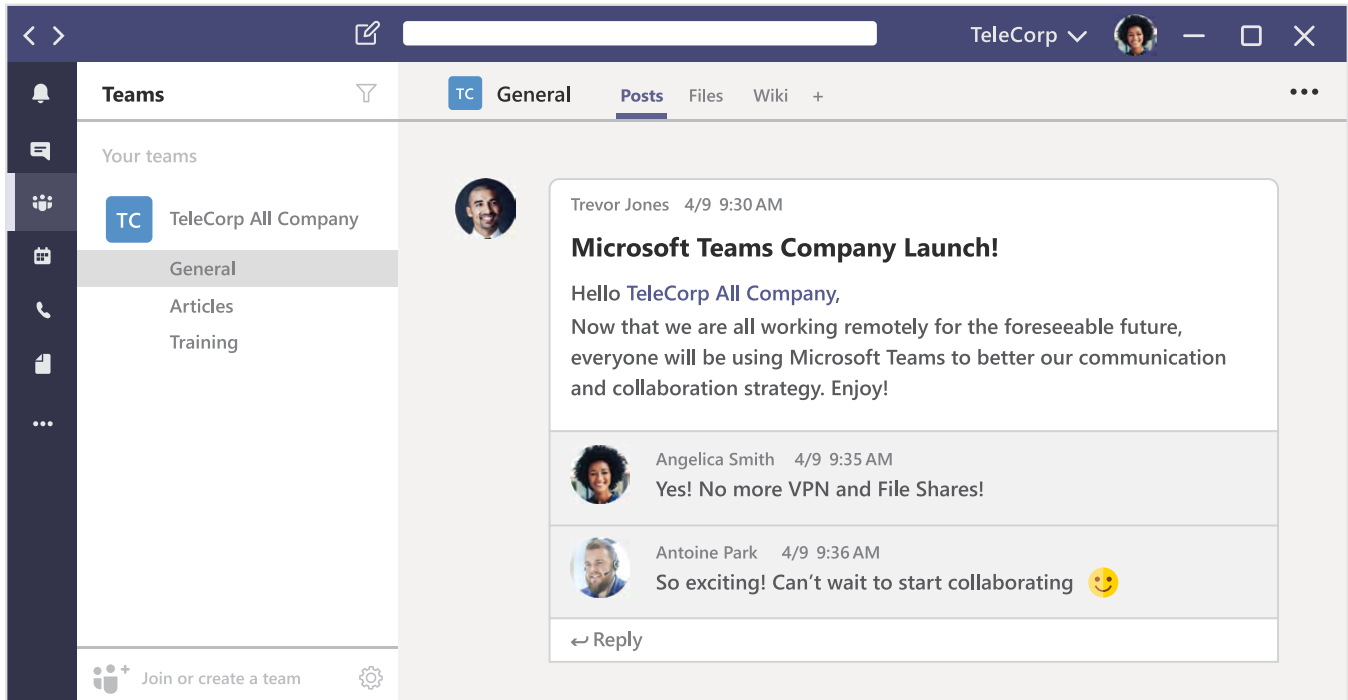 TeleCorp
Teams
TC General Posts Files Wiki +
Your teams
TC TeleCorp All Company
General
Articles
Training
Join or create a team
Trevor Jones 4/9 9:30 AM
Microsoft Teams Company Launch!
Hello TeleCorp All Company,
Now that we are all working remotely for the foreseeable future,
everyone will be using Microsoft Teams to better our communication
and collaboration strategy. Enjoy!
Angelica Smith 4/9 9:35 AM
Yes! No more VPN and File Shares!
Antoine Park 4/9 9:36 AM
So exciting! Can’t wait to start collaborating
Reply